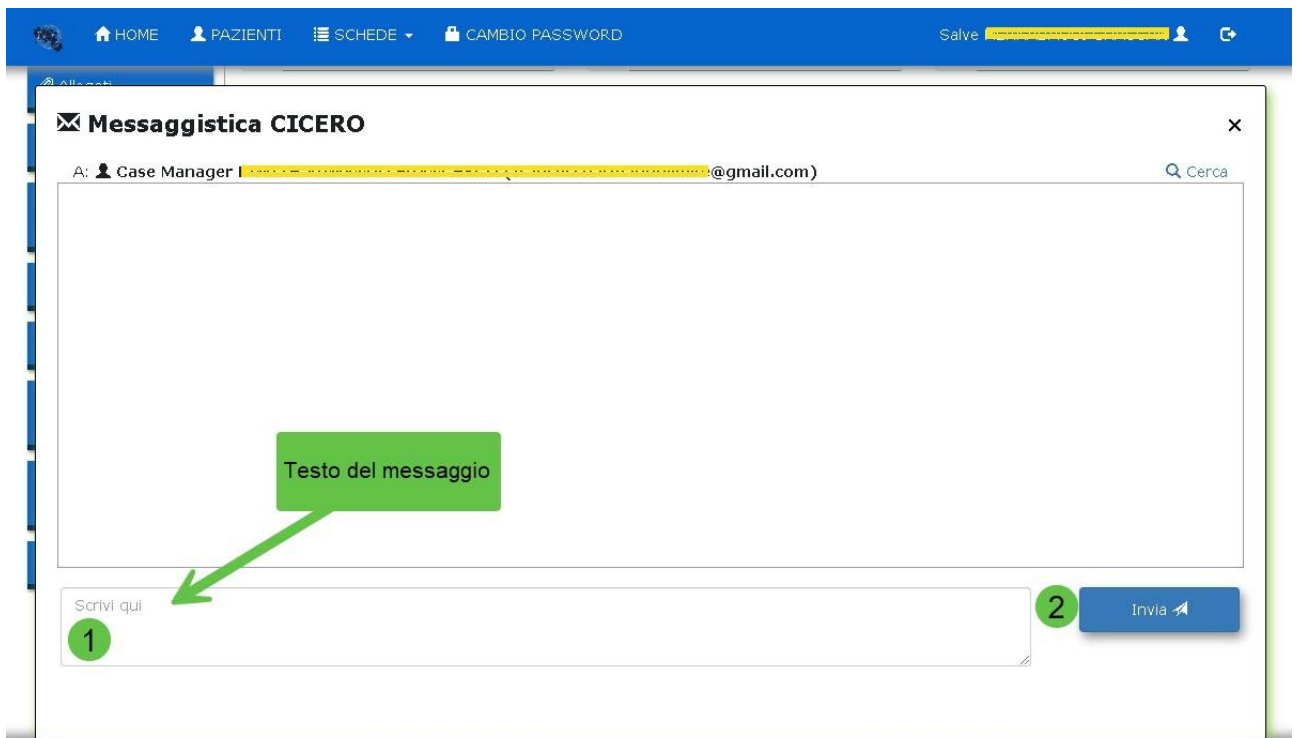 HOME PAZIENTI SCHEDE CAMBIO PASSWORD Salve
Allegati
Messaggistica CICERO ×
A: Case Manager @gmail.com) Cerca
Testo del messaggio
Scrivi qui
1
2 Invia